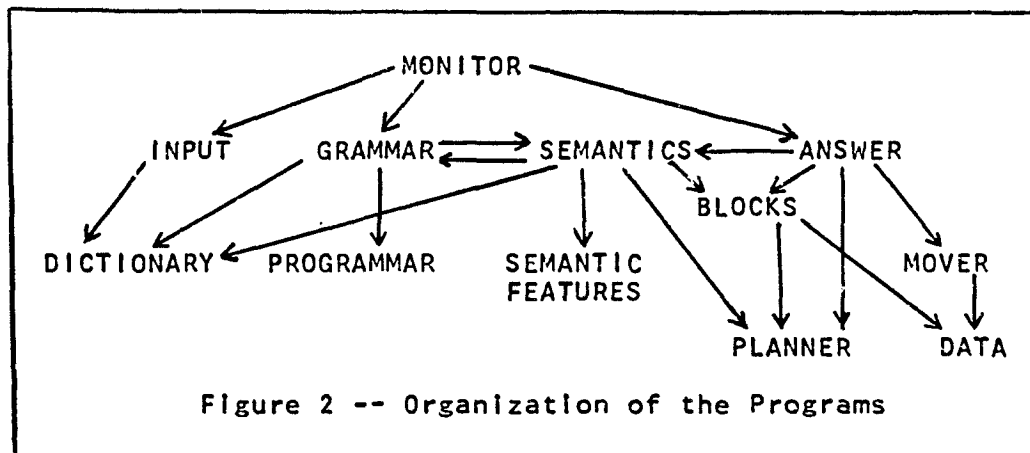 MONITOR
INPUT GRAMMAR SEMANTICS ANSWER
BLOCKS
DICTIONARY PROGRAMMAR SEMANTIC MOVER
FEATURES
PLANNER DATA
Figure 2 -- Organization of the Programs